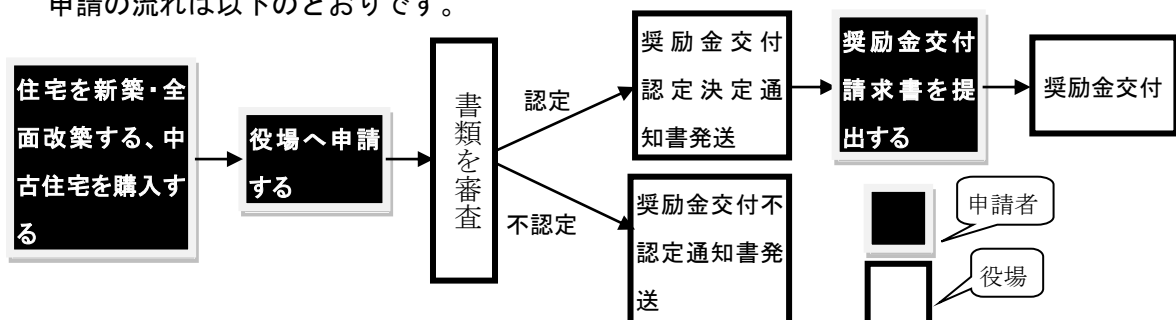 申請の流れは以下のとおりです。
住宅を新築・全
面改築する、中
古住宅を購入す
る
役場へ申請
する
書類を審査
認定
不認定
奨励金交付
認定決定通
知書発送
奨励金交付不
認定通知書発
送
奨励金交付
請求書を提
出する
奨励金交付
申請者
役場